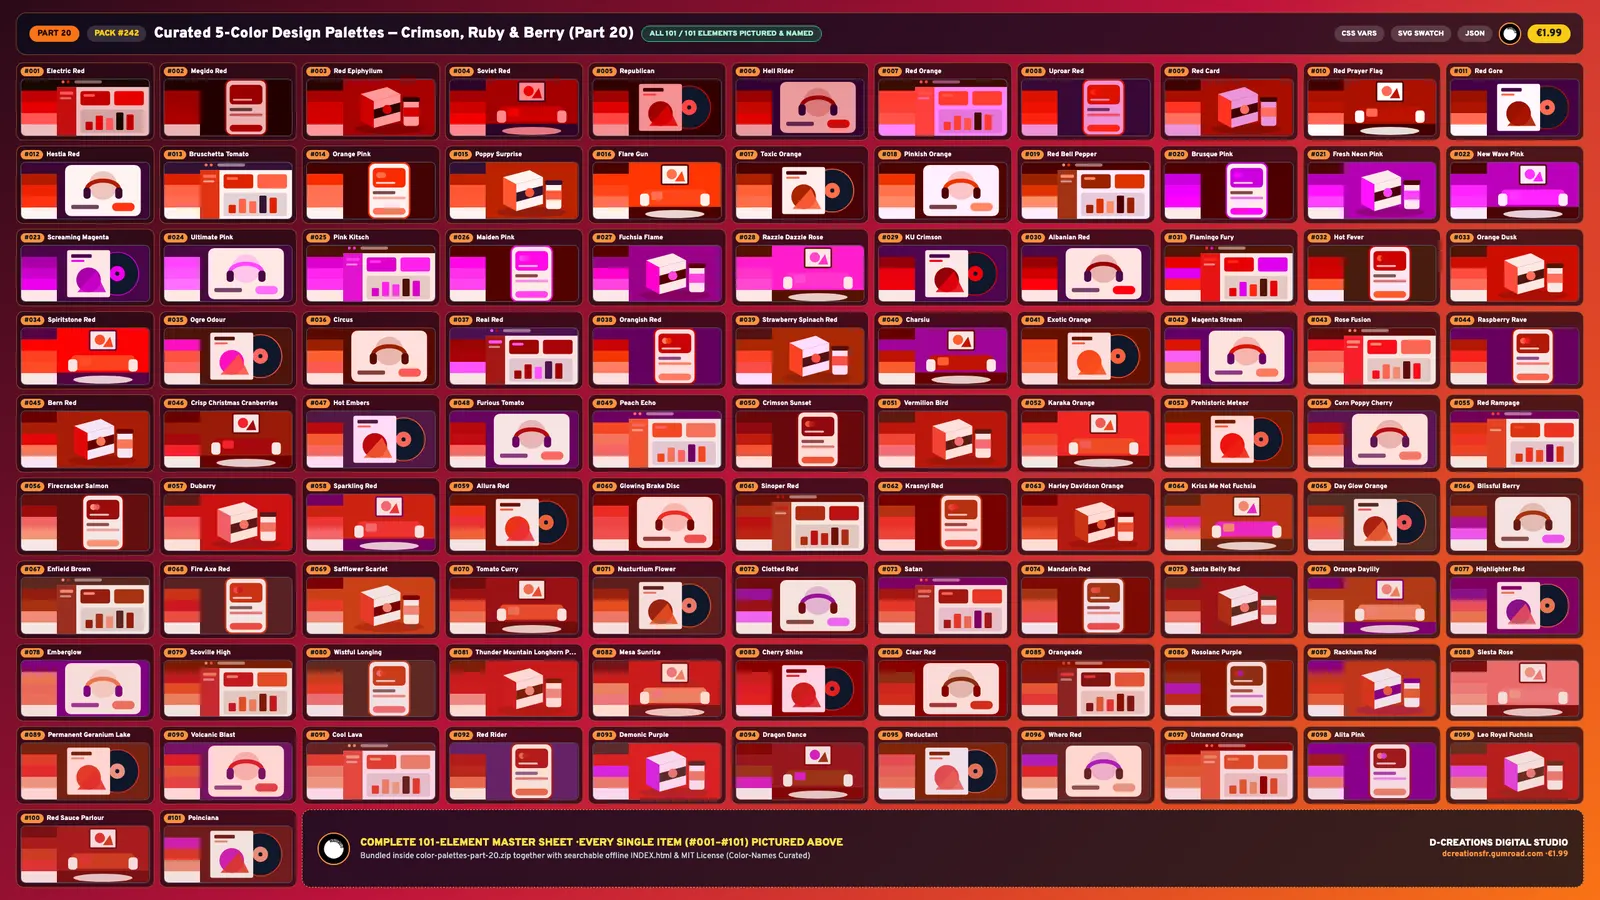 PART 20 PACK #242 Curated 5-Color Design Palettes – Crimson, Ruby & Berry (Part 20) ALL 101 / 101 ELEMENTS PICTURED & NAMED CSS VARS SVG SWATCH JSON €1.99
#001 Electric Red #002 Megido Red #003 Red Epiphyllum #004 Soviet Red #005 Republican #006 Hell Rider #007 Red Orange #008 Uproar Red #009 Red Card #010 Red Prayer Flag #011 Red Gore
#012 Hestia Red #013 Bruschetta Tomato #014 Orange Pink #015 Poppy Surprise #016 Flare Gun #017 Toxic Orange #018 Pinkish Orange #019 Red Bell Pepper #020 Brusque Pink #021 Fresh Neon Pink #022 New Wave Pink
#023 Screaming Magenta #024 Ultimate Pink #025 Pink Kitsch #026 Maiden Pink #027 Fuchsia Flame #028 Razzle Dazzle Rose #029 KU Crimson #030 Albanian Red #031 Flamingo Fury #032 Hot Fever #033 Orange Dusk
#034 Spiritstone Red #035 Ogre Odour #036 Circus #037 Real Red #038 Orangish Red #039 Strawberry Spinach Red #040 Charsiu #041 Exotic Orange #042 Magenta Stream #043 Rose Fusion #044 Raspberry Rave
#045 Bern Red #046 Crisp Christmas Cranberries #047 Hot Embers #048 Furious Tomato #049 Peach Echo #050 Crimson Sunset #051 Vermilion Bird #052 Karaka Orange #053 Prehistoric Meteor #054 Corn Poppy Cherry #055 Red Rampage
#056 Firecracker Salmon #057 Dubarry #058 Sparkling Red #059 Allura Red #060 Glowing Brake Disc #061 Sinoper Red #062 Krasnyi Red #063 Harley Davidson Orange #064 Kriss Me Not Fuchsia #065 Day Glow Orange #066 Blissful Berry
#067 Enfield Brown #068 Fire Axe Red #069 Safflower Scarlet #070 Tomato Curry #071 Nasturtium Flower #072 Clotted Red #073 Satan #074 Mandarin Red #075 Santa Belly Red #076 Orange Daylily #077 Highlighter Red
#078 Emberglow #079 Scoville High #080 Wistful Longing #081 Thunder Mountain Longhorn P... #082 Mesa Sunrise #083 Cherry Shine #084 Clear Red #085 Orangeade #086 Rosolanc Purple #087 Rackham Red #088 Siesta Rose
#089 Permanent Geranium Lake #090 Volcanic Blast #091 Cool Lava #092 Red Rider #093 Demonic Purple #094 Dragon Dance #095 Reductant #096 Whero Red #097 Untamed Orange #098 Alita Pink #099 Leo Royal Fuchsia
#100 Red Sauce Parlour #101 Poinciana
COMPLETE 101-ELEMENT MASTER SHEET · EVERY SINGLE ITEM (#001–#101) PICTURED ABOVE
Bundled inside color-palettes-part-20.zip together with searchable offline INDEX.html & MIT License (Color-Names Curated)
D-CREATIONS DIGITAL STUDIO
dcreationsfr.gumroad.com · €1.99